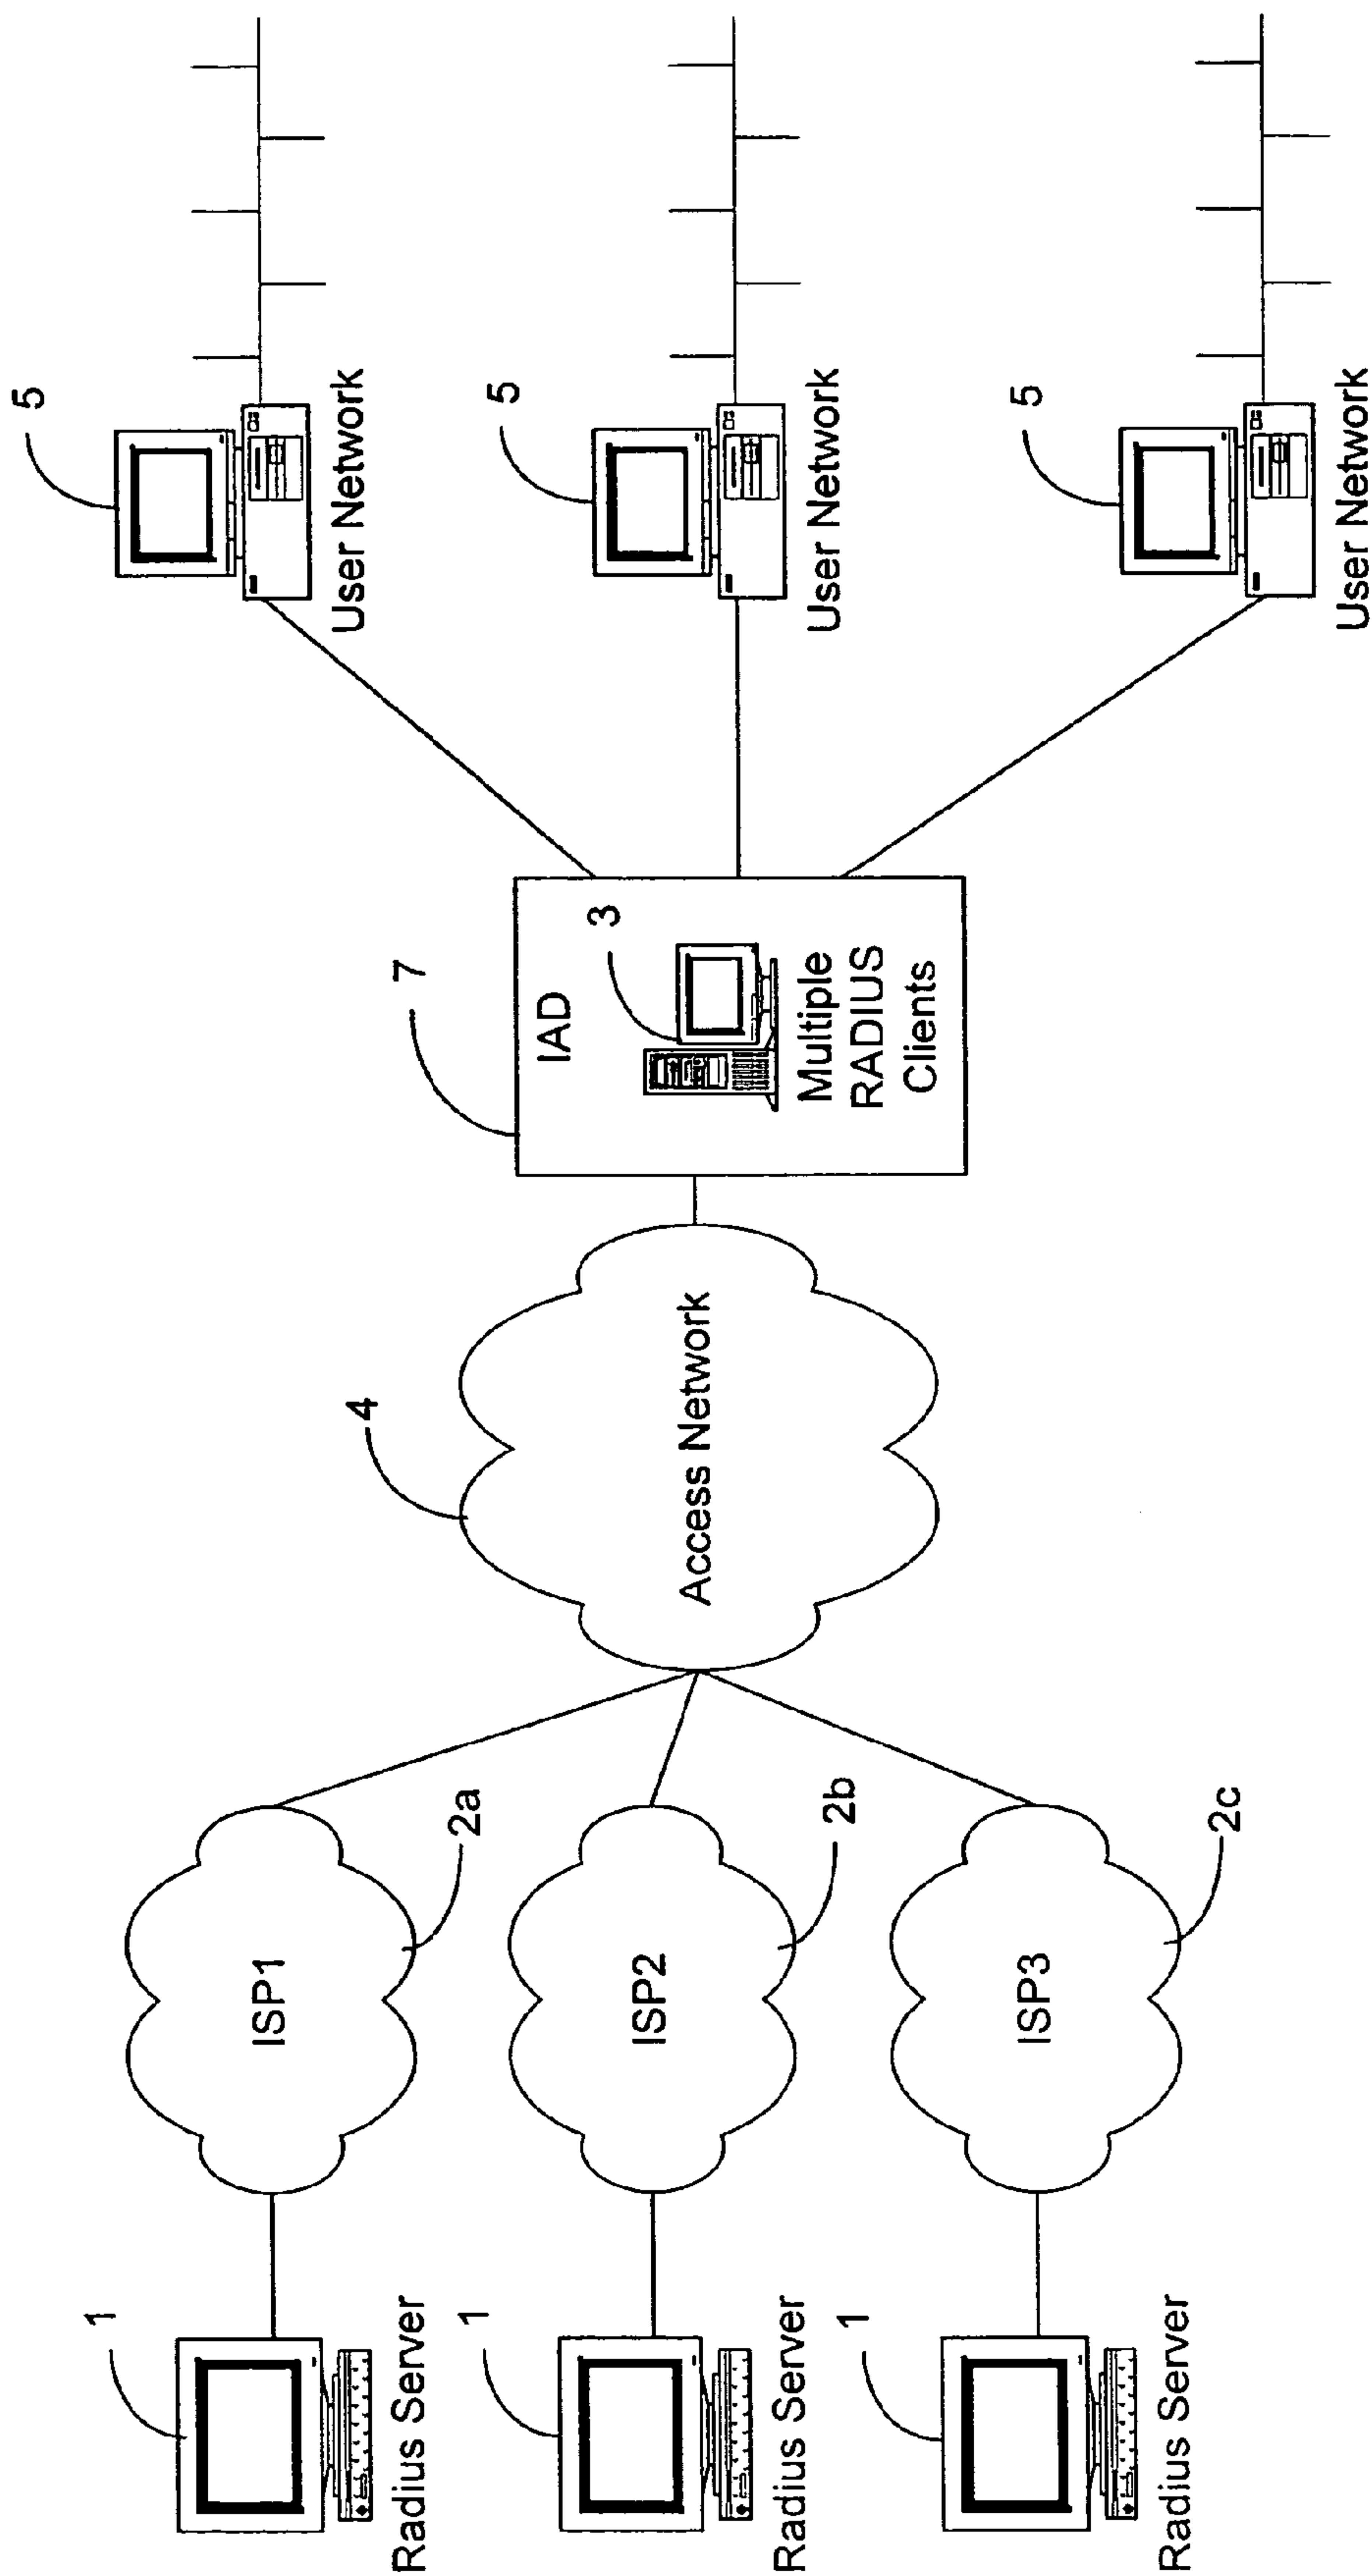 1
Radius Server
ISP1
2a
1
Radius Server
ISP2
2b
1
Radius Server
ISP3
2c
4
Access Network
7
IAD
3
Multiple
RADIUS
Clients
5
User Network
5
User Network
5
User Network